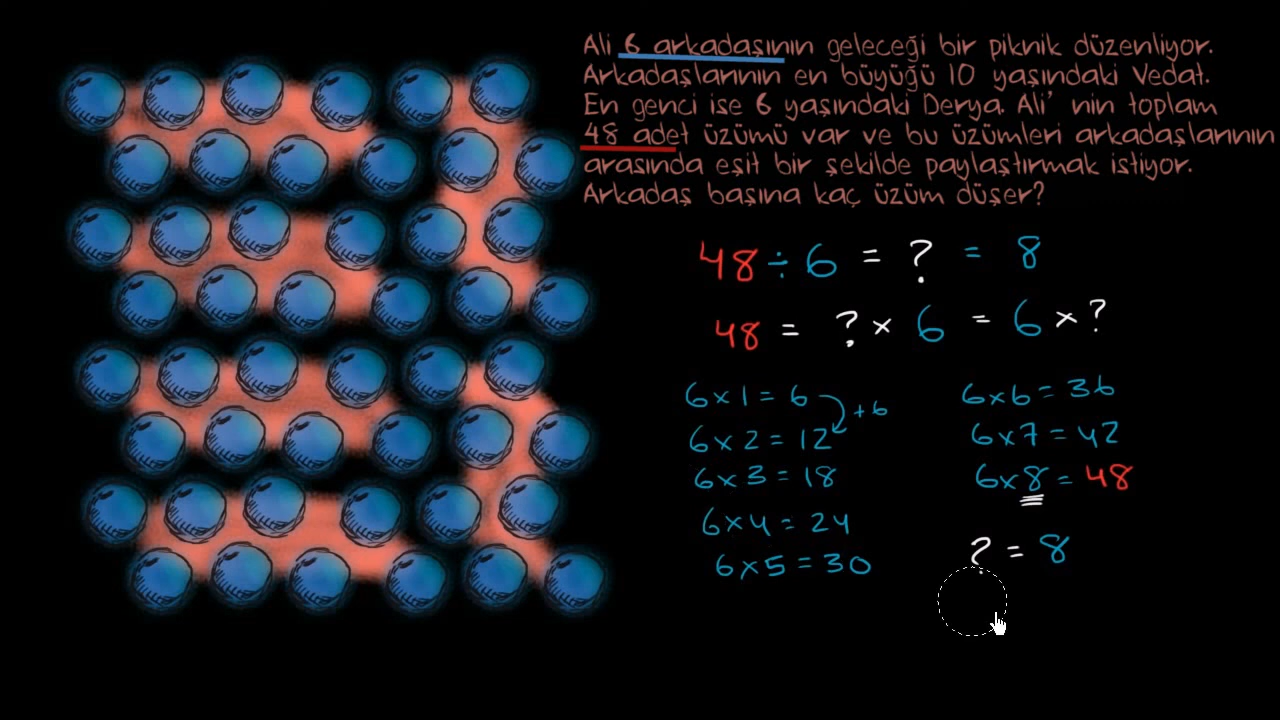 Ali 6 arkadaşının geleceği bir piknik düzenliyor.
Arkadaşlarının en büyüğü 10 yaşındaki Vedat.
En genci ise 6 yaşındaki Derya. Ali' nin toplam
48 adet üzümü var ve bu üzümleri arkadaşlarının
arasında eşit bir şekilde paylaştırmak istiyor.
Arkadaş başına kaç üzüm düşer?
48 ÷ 6 = ? = 8
48 = ? × 6 = 6 × ?
6 × 1 = 6
+ 6
6 × 2 = 12
6 × 3 = 18
6 × 4 = 24
6 × 5 = 30
6 × 6 = 36
6 × 7 = 42
6 × 8 = 48
? = 8